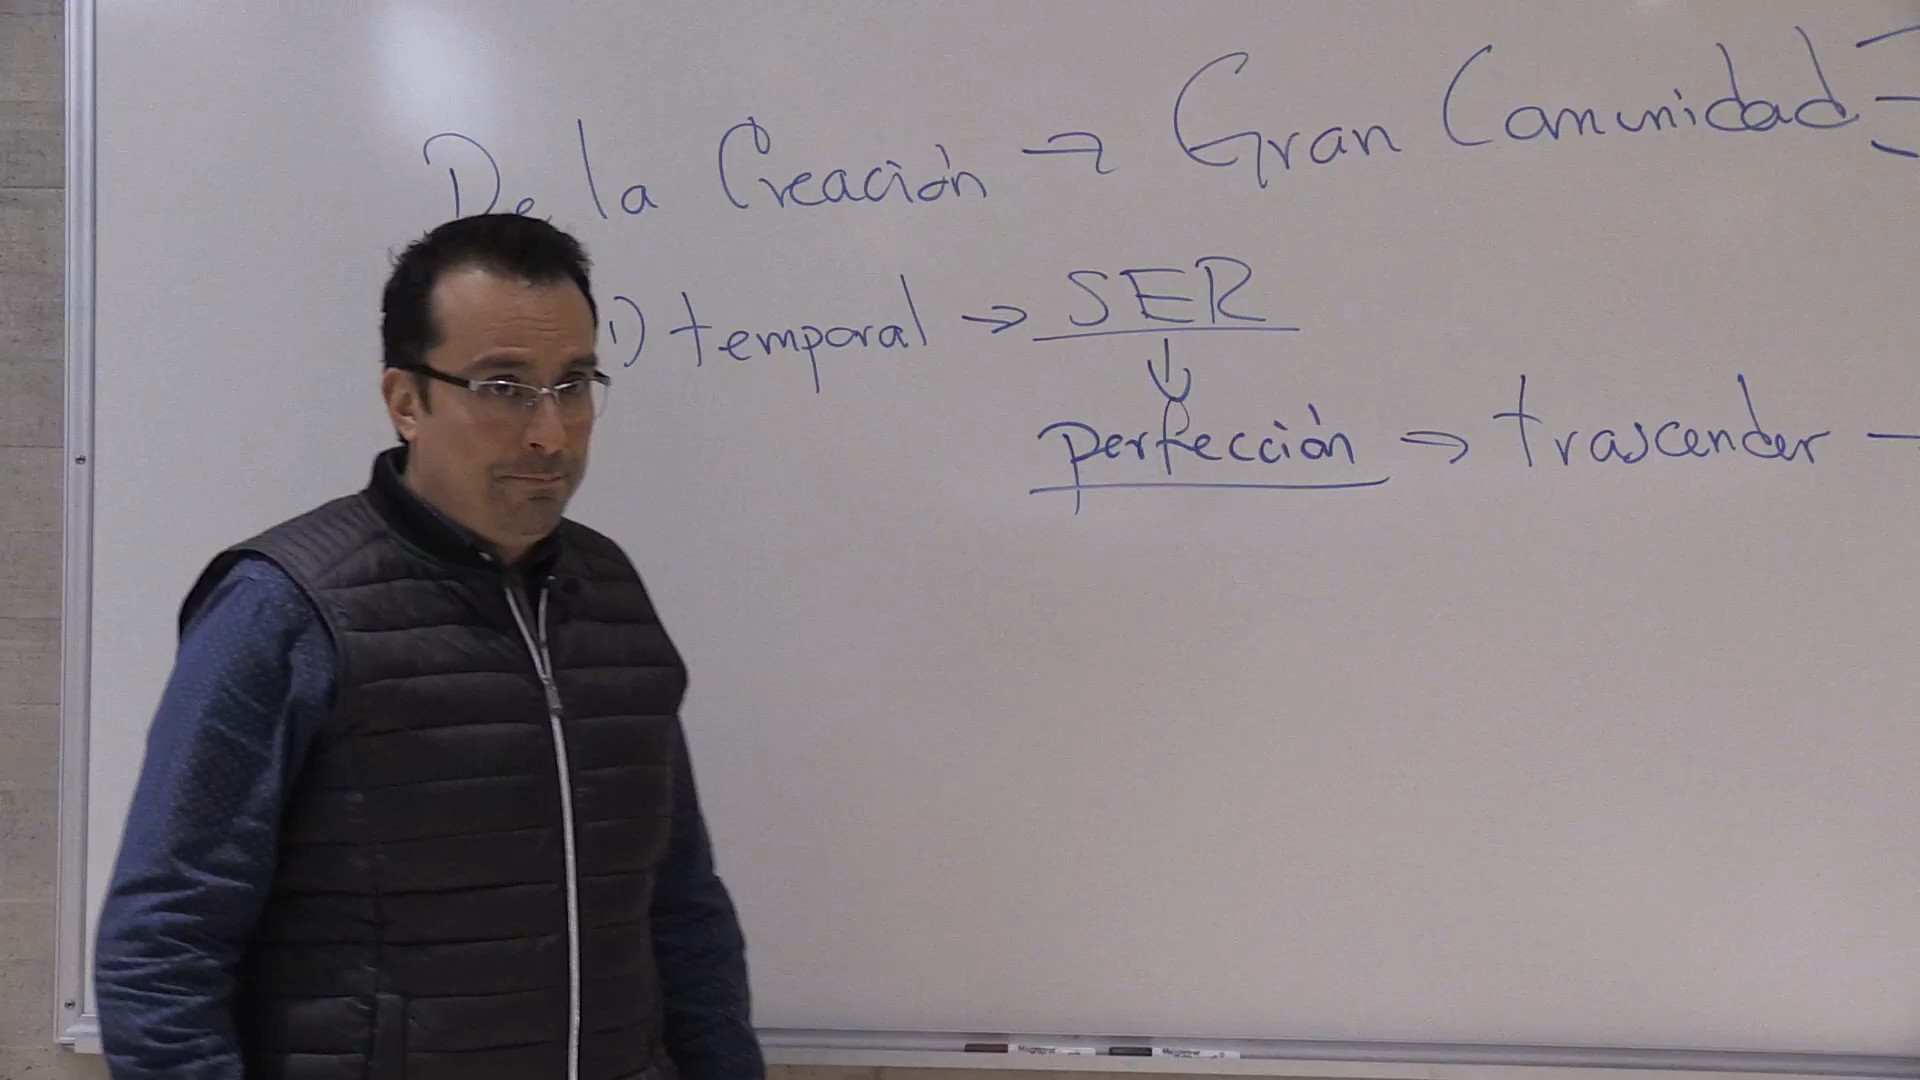 De la Creación → Gran Comunidad
1) temporal → SER
↓
perfección → trascender